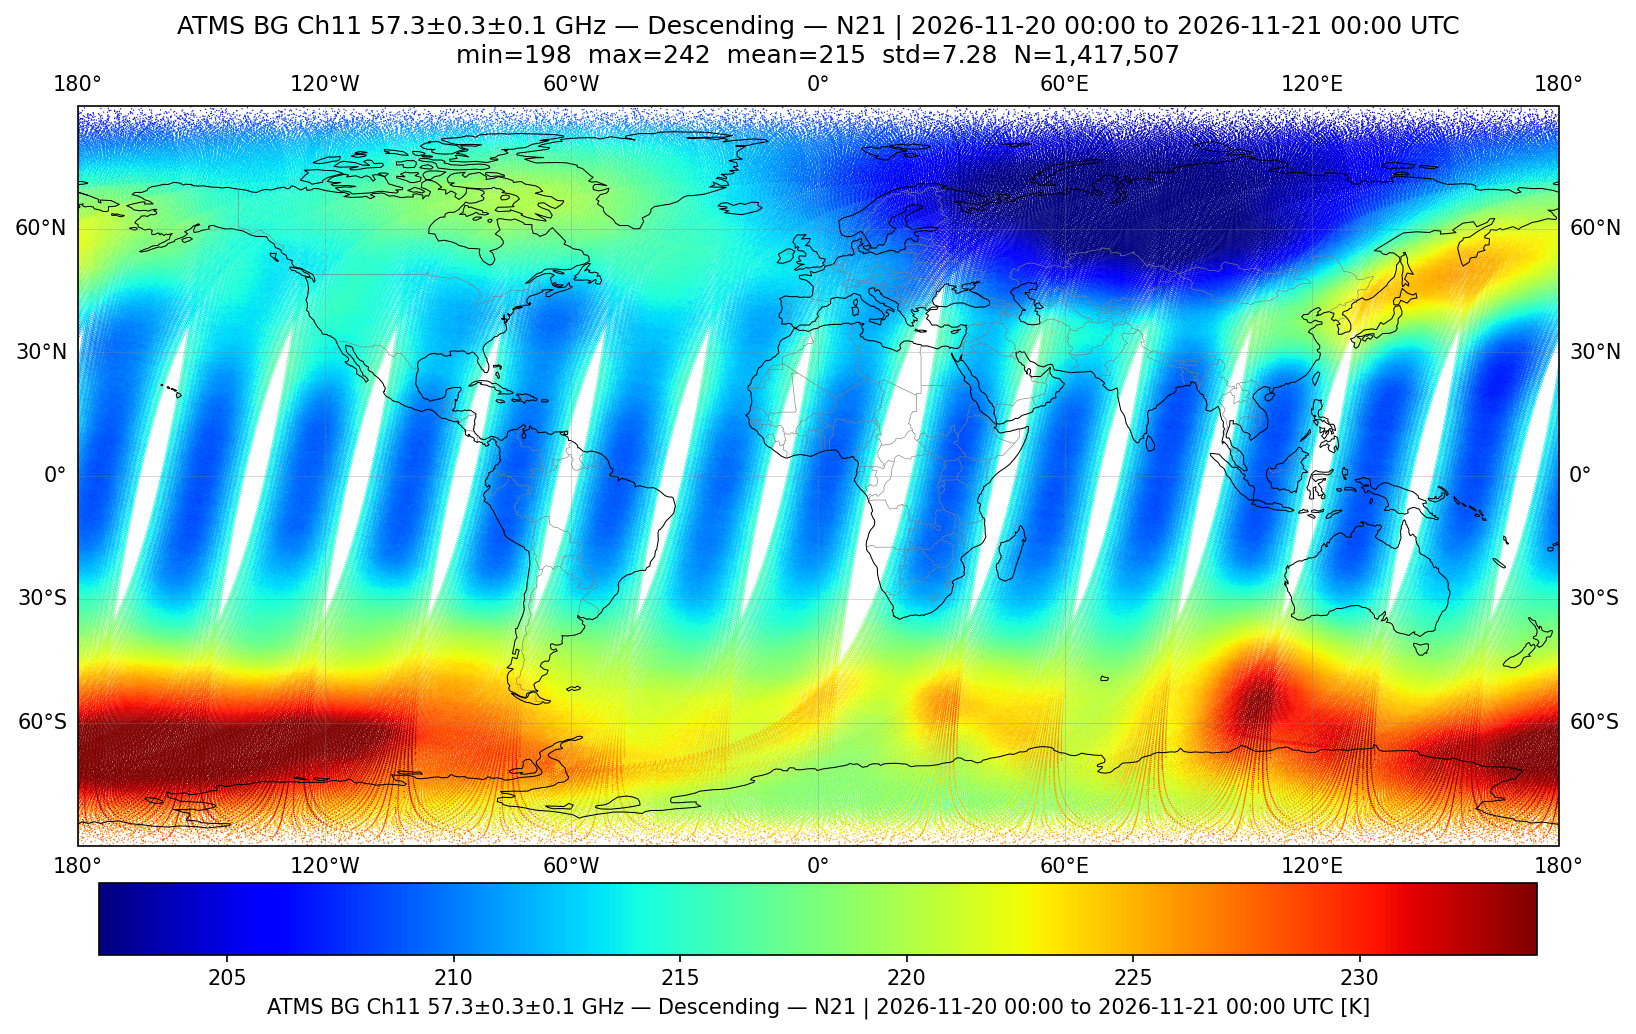 ATMS BG Ch11 57.3±0.3±0.1 GHz — Descending — N21 | 2026-11-20 00:00 to 2026-11-21 00:00 UTC
min=198 max=242 mean=215 std=7.28 N=1,417,507
180° 120°W 60°W 0° 60°E 120°E 180°
60°N 60°N
30°N 30°N
0° 0°
30°S 30°S
60°S 60°S
180° 120°W 60°W 0° 60°E 120°E 180°
205 210 215 220 225 230
ATMS BG Ch11 57.3±0.3±0.1 GHz — Descending — N21 | 2026-11-20 00:00 to 2026-11-21 00:00 UTC [K]